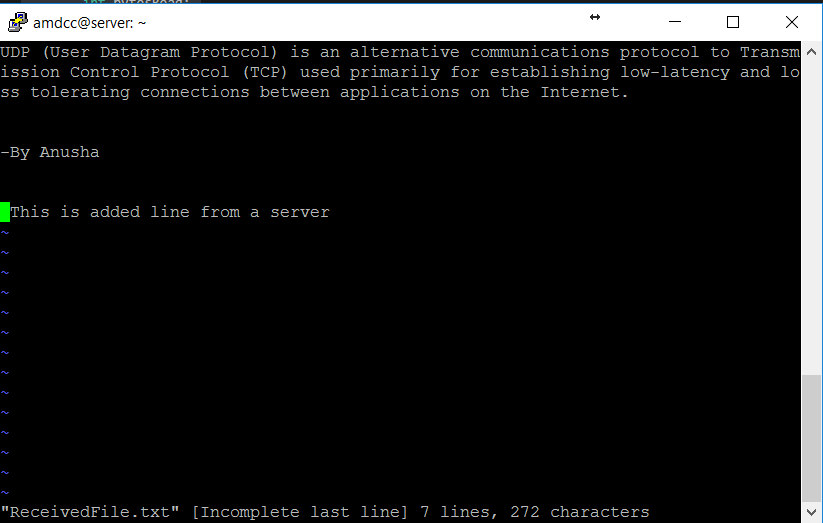 amdcc@server: ~
UDP (User Datagram Protocol) is an alternative communications protocol to Transm
ission Control Protocol (TCP) used primarily for establishing low-latency and lo
ss tolerating connections between applications on the Internet.
-By Anusha
This is added line from a server
~
~
~
~
~
~
~
~
~
~
~
~
~
~
"ReceivedFile.txt" [Incomplete last line] 7 lines, 272 characters